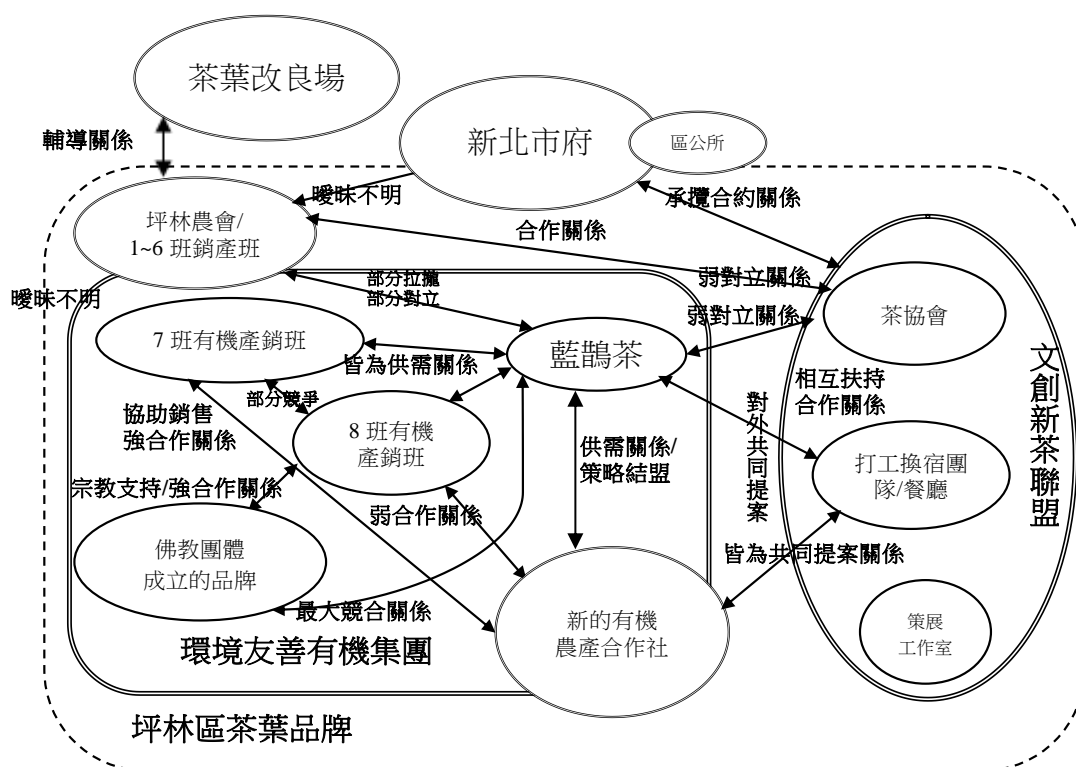 茶葉改良場
新北市府
區公所
輔導關係
曖昧不明
承攬合約關係
坪林農會/
1~6 班銷產班
合作關係
部分拉攏
部分對立
弱對立關係
曖昧不明
弱對立關係
茶協會
7 班有機產銷班
藍鵲茶
皆為供需關係
文創新茶聯盟
相互扶持
合作關係
部分競爭
對外共同提案
協助銷售
強合作關係
8 班有機
產銷班
供需關係/
策略結盟
打工換宿團
隊/餐廳
宗教支持/強合作關係
弱合作關係
佛教團體
成立的品牌
皆為共同提案關係
最大競合關係
新的有機
農產合作社
策展
工作室
環境友善有機集團
坪林區茶葉品牌